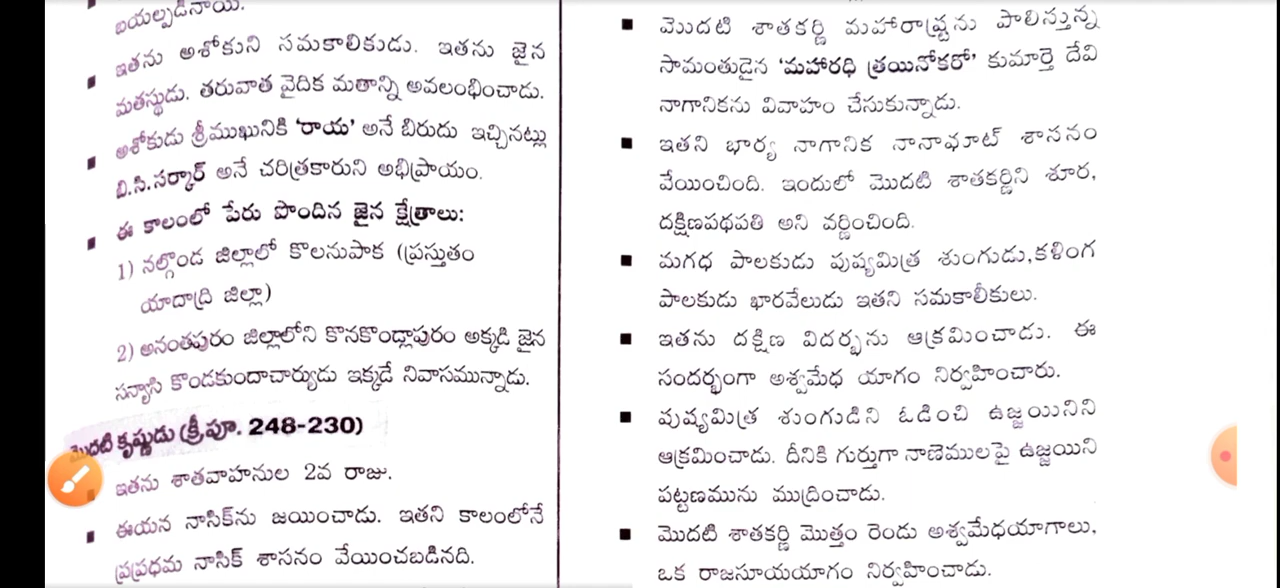 బయల్పడినాయి.
▪ ఇతను అశోకుని సమకాలికుడు. ఇతను జైన
మతస్థుడు. తరువాత వైదిక మతాన్ని అవలంభించాడు.
▪ అశోకుడు శ్రీముఖునికి ‘రాయ’ అనే బిరుదు ఇచ్చినట్లు
బి.సి.సర్కార్ అనే చరిత్రకారుని అభిప్రాయం.
▪ ఈ కాలంలో పేరు పొందిన జైన క్షేత్రాలు:
1) నల్గొండ జిల్లాలో కొలనుపాక (ప్రస్తుతం
యాదాద్రి జిల్లా)
2) అనంతపురం జిల్లాలోని కొనకొండ్లాపురం అక్కడి జైన
సన్యాసి కొండకుందాచార్యుడు ఇక్కడే నివాసమున్నాడు.
మొదటి కృష్ణుడు (క్రీ.పూ. 248-230)
▪ ఇతను శాతవాహనుల 2వ రాజు.
▪ ఈయన నాసిక్‌ను జయించాడు. ఇతని కాలంలోనే
ప్రప్రధమ నాసిక్ శాసనం వేయించబడినది.
▪ మొదటి శాతకర్ణి మహారాష్ట్రను పాలిస్తున్న
సామంతుడైన ‘మహారధి త్రయినోకరో’ కుమార్తె దేవి
నాగానికను వివాహం చేసుకున్నాడు.
▪ ఇతని భార్య నాగానిక నానాఘాట్ శాసనం
వేయించింది. ఇందులో మొదటి శాతకర్ణిని శూర,
దక్షిణపథపతి అని వర్ణించింది.
▪ మగధ పాలకుడు పుష్యమిత్ర శుంగుడు,కళింగ
పాలకుడు ఖారవేలుడు ఇతని సమకాలీకులు.
▪ ఇతను దక్షిణ విదర్భను ఆక్రమించాడు. ఈ
సందర్భంగా అశ్వమేధ యాగం నిర్వహించారు.
▪ పుష్యమిత్ర శుంగుడిని ఓడించి ఉజ్జయినిని
ఆక్రమించాడు. దీనికి గుర్తుగా నాణెములపై ఉజ్జయిని
పట్టణమును ముద్రించాడు.
▪ మొదటి శాతకర్ణి మొత్తం రెండు అశ్వమేధయాగాలు,
ఒక రాజసూయయాగం నిర్వహించాడు.